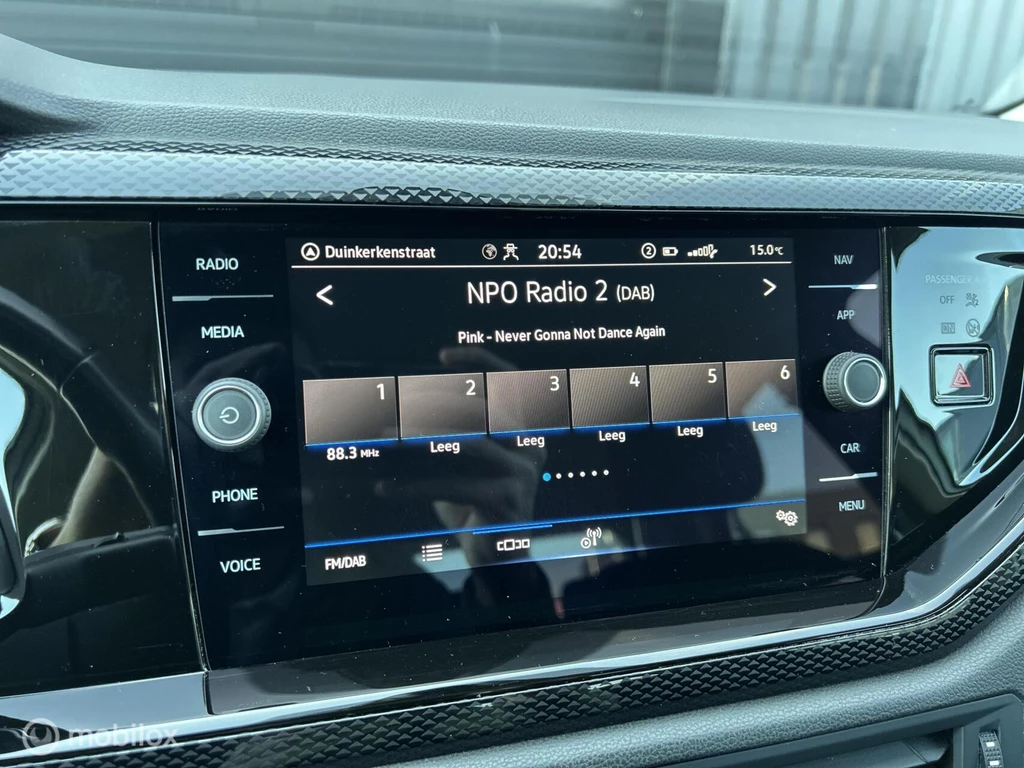 RADIO
MEDIA
PHONE
VOICE
Duinkerkenstraat 20:54 2 15.0°C
< NPO Radio 2 (DAB) >
Pink - Never Gonna Not Dance Again
1 2 3 4 5 6
88.3 MHz Leeg Leeg Leeg Leeg Leeg
FM/DAB
NAV
APP
CAR
MENU
PASSENGER
OFF
mobilox